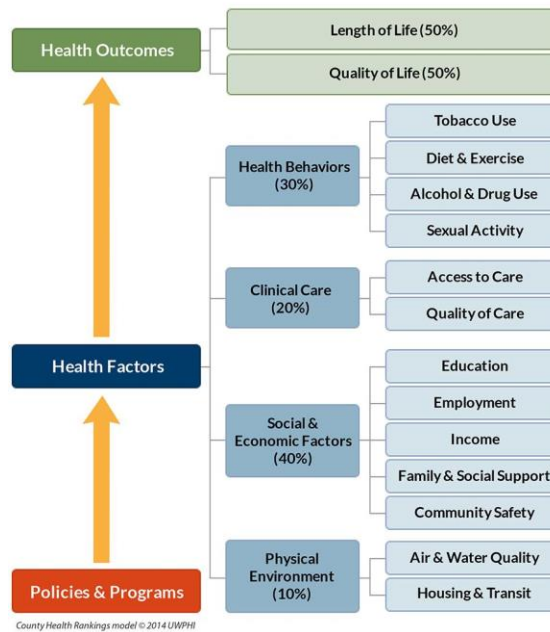 Health Outcomes
Length of Life (50%)
Quality of Life (50%)
Health Behaviors
(30%)
Tobacco Use
Diet & Exercise
Alcohol & Drug Use
Sexual Activity
Clinical Care
(20%)
Access to Care
Quality of Care
Health Factors
Social &
Economic Factors
(40%)
Education
Employment
Income
Family & Social Support
Community Safety
Physical
Environment
(10%)
Air & Water Quality
Housing & Transit
Policies & Programs
County Health Rankings model © 2014 UWPHI